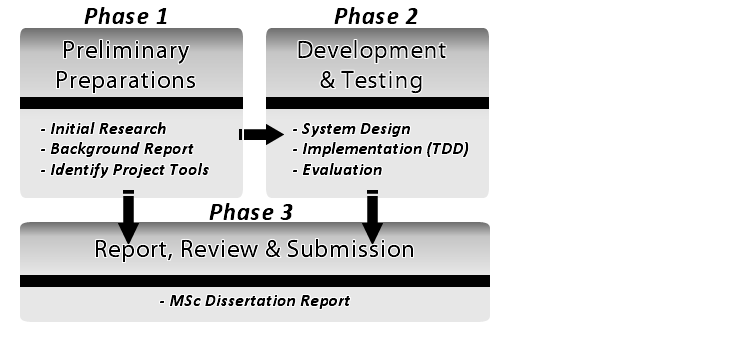 Phase 1
Preliminary
Preparations
- Initial Research
- Background Report
- Identify Project Tools
Phase 2
Development
& Testing
- System Design
- Implementation (TDD)
- Evaluation
Phase 3
Report, Review & Submission
- MSc Dissertation Report